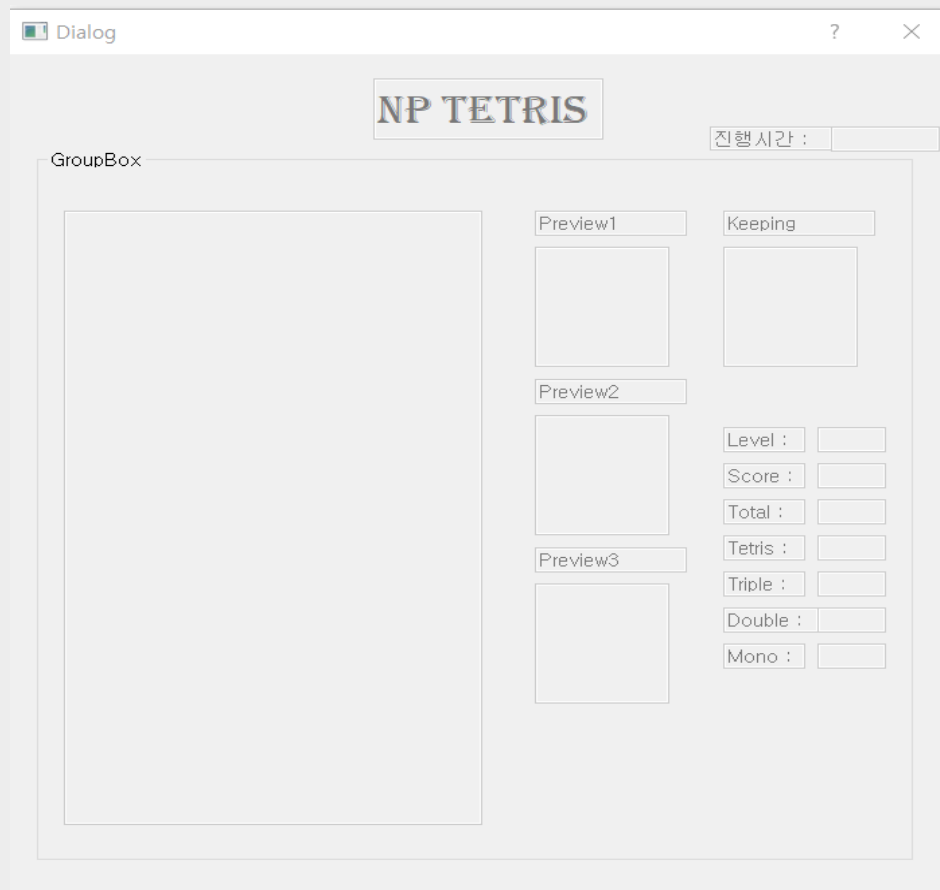 Dialog
NP TETRIS
진행시간 :
GroupBox
Preview1
Keeping
Preview2
Level :
Score :
Total :
Tetris :
Preview3
Triple :
Double :
Mono :